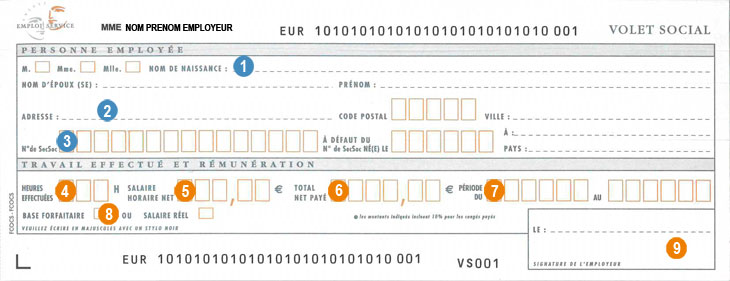 EMPLOI SERVICE
MME NOM PRENOM EMPLOYEUR
EUR 1010101010101010101010101010 001 VOLET SOCIAL
PERSONNE EMPLOYÉE
M. Mme. Mlle. NOM DE NAISSANCE : 1
NOM D'ÉPOUX (SE) : PRÉNOM :
ADRESSE : 2 CODE POSTAL VILLE :
N° de SecSoc 3 À DÉFAUT DU N° de SecSoc NÉ(E) LE À :
PAYS :
TRAVAIL EFFECTUÉ ET RÉMUNÉRATION
HEURES EFFECTUÉES 4 H SALAIRE HORAIRE NET 5 , € TOTAL NET PAYÉ 6 , € PÉRIODE DU 7 AU
BASE FORFAITAIRE 8 OU SALAIRE RÉEL les montants indiqués incluent 10% pour les congés payés
VEUILLEZ ÉCRIRE EN MAJUSCULES AVEC UN STYLO NOIR
LE :
9
SIGNATURE DE L'EMPLOYEUR
EUR 1010101010101010101010101010 001 VS001